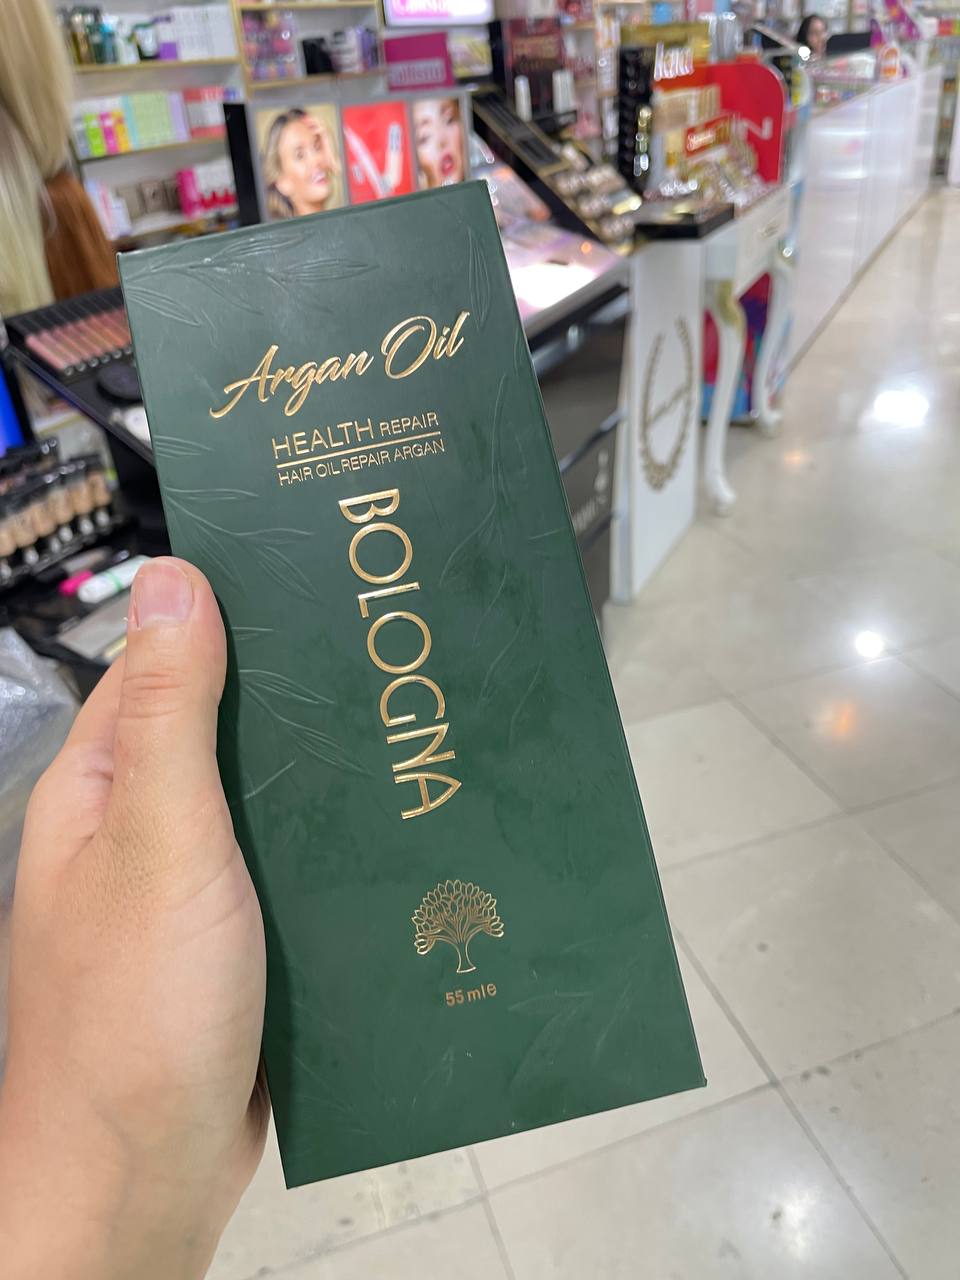 Argan Oil
HEALTH REPAIR
HAIR OIL REPAIR ARGAN
BOLOGNA
55 ml e